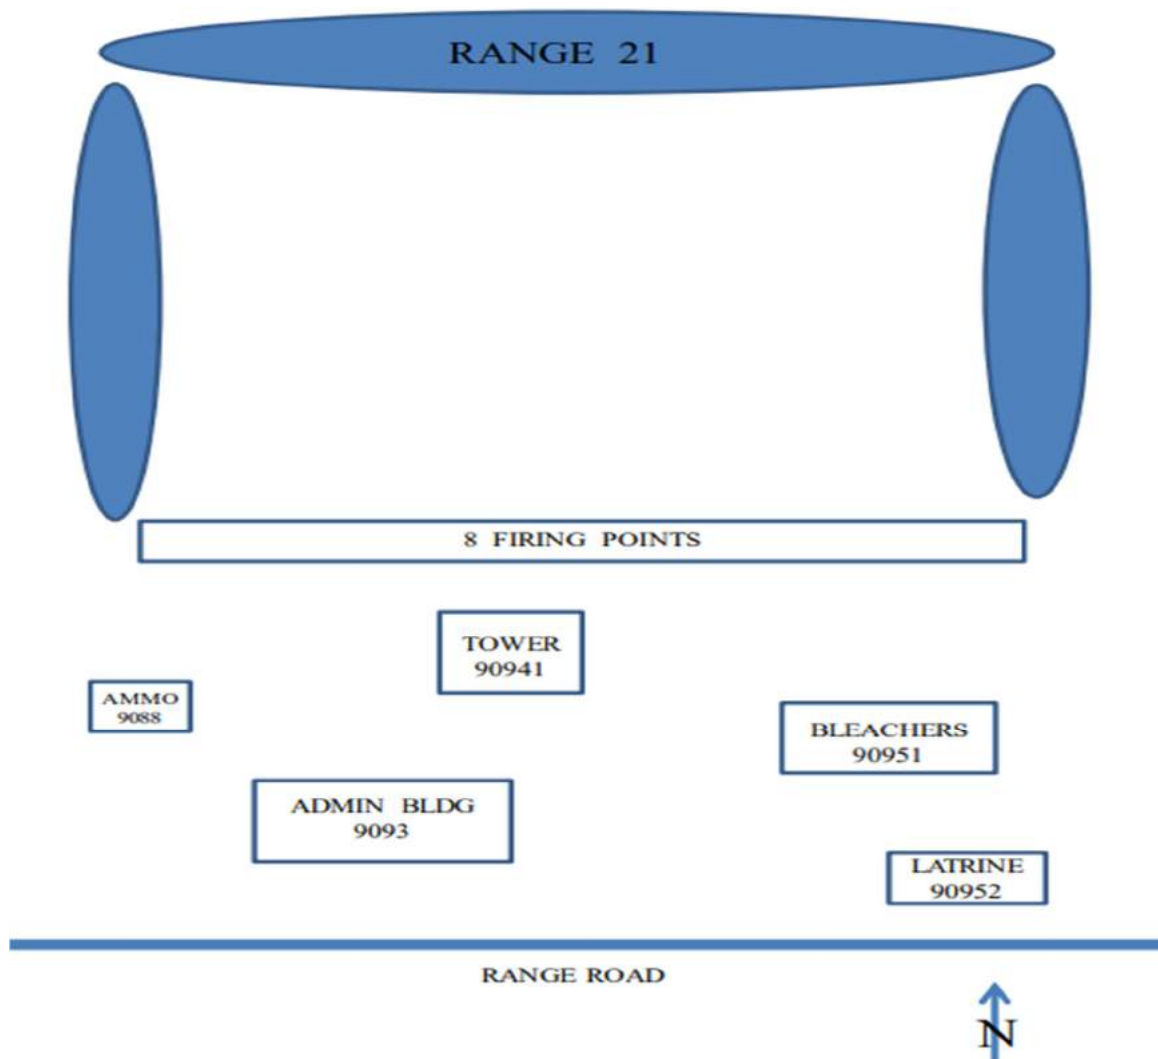 RANGE 21
8 FIRING POINTS
TOWER
90941
AMMO
9088
BLEACHERS
90951
ADMIN BLDG
9093
LATRINE
90952
RANGE ROAD
N